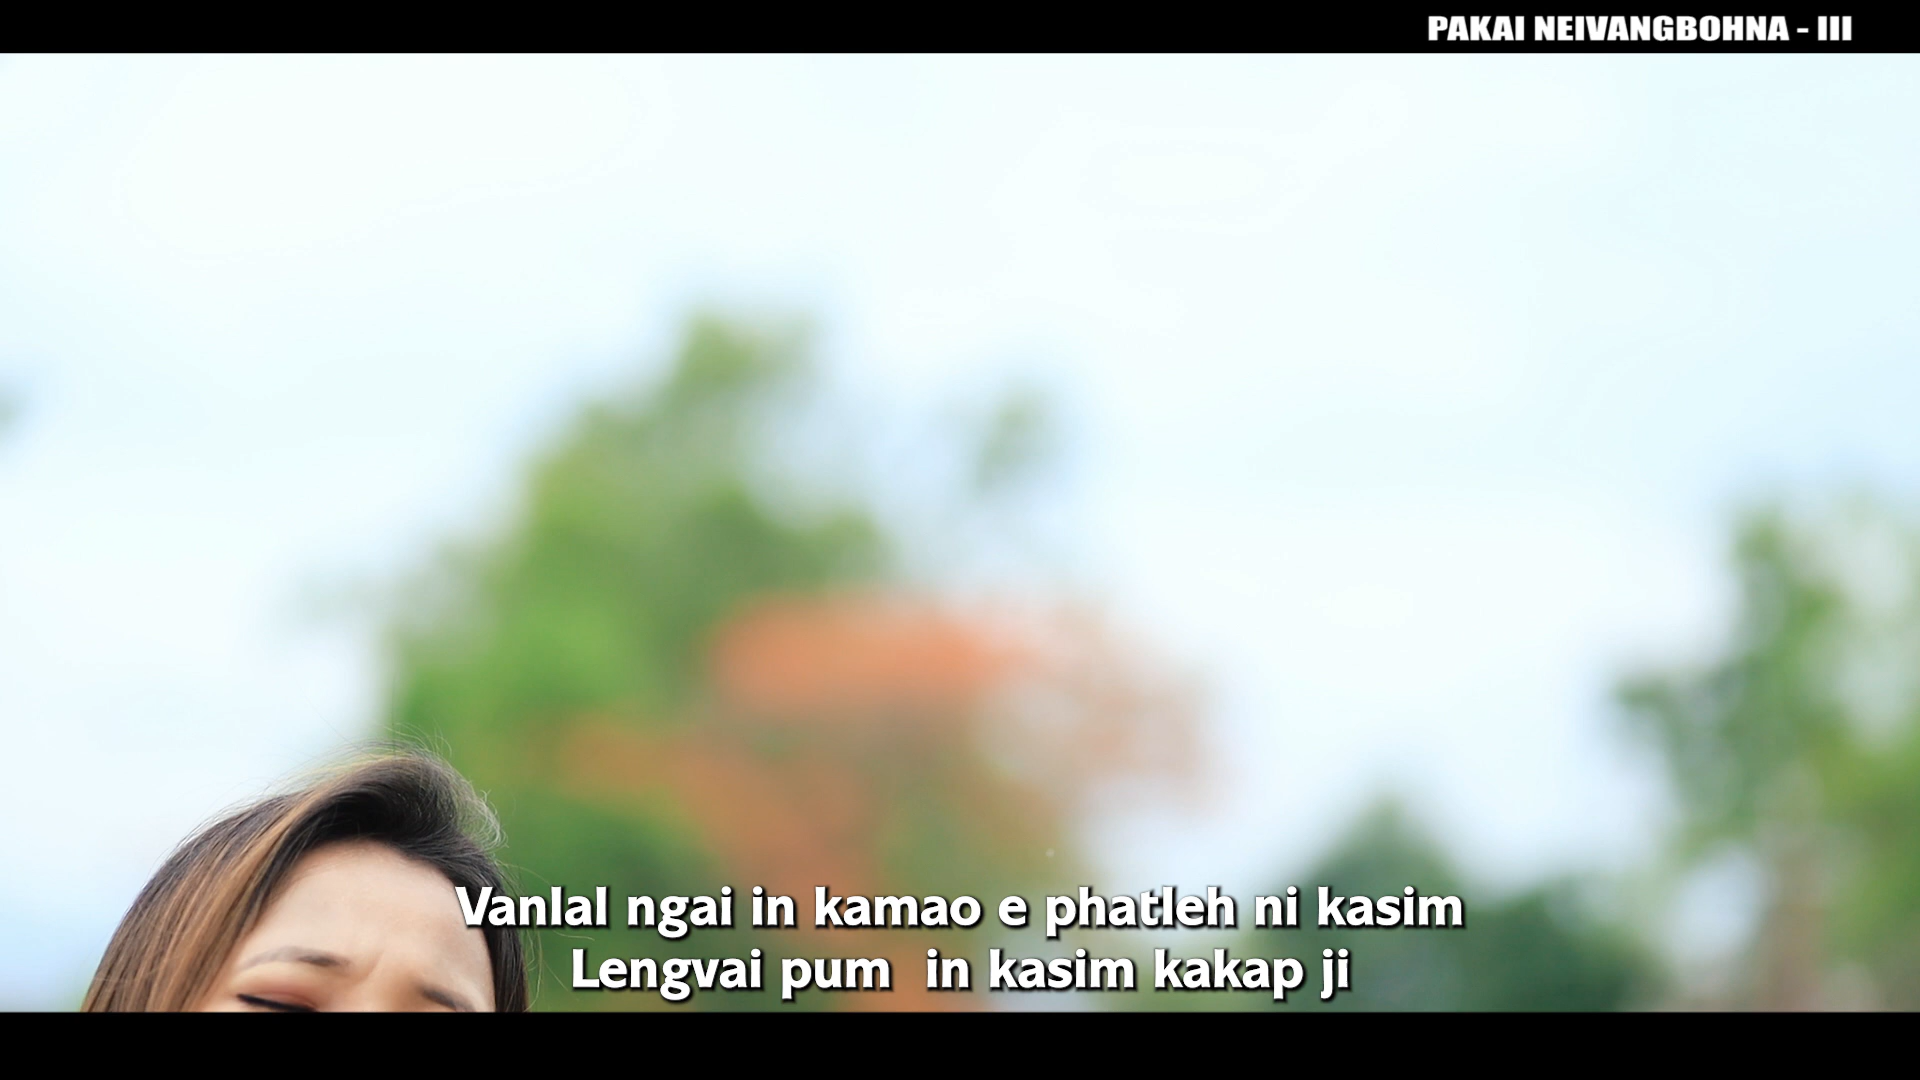 PAKAI NEIVANGBOHNA - III
Vanlal ngai in kamao e phatleh ni kasim
Lengvai pum in kasim kakap ji